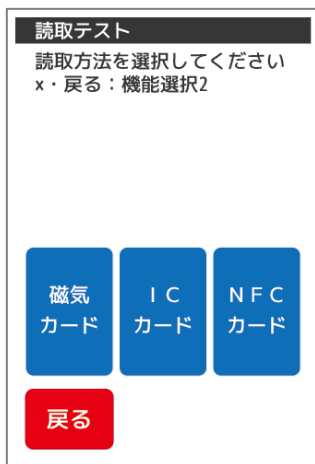 読取テスト
読取方法を選択してください
x・戻る：機能選択2
磁気
カード
ＩＣ
カード
ＮＦＣ
カード
戻る